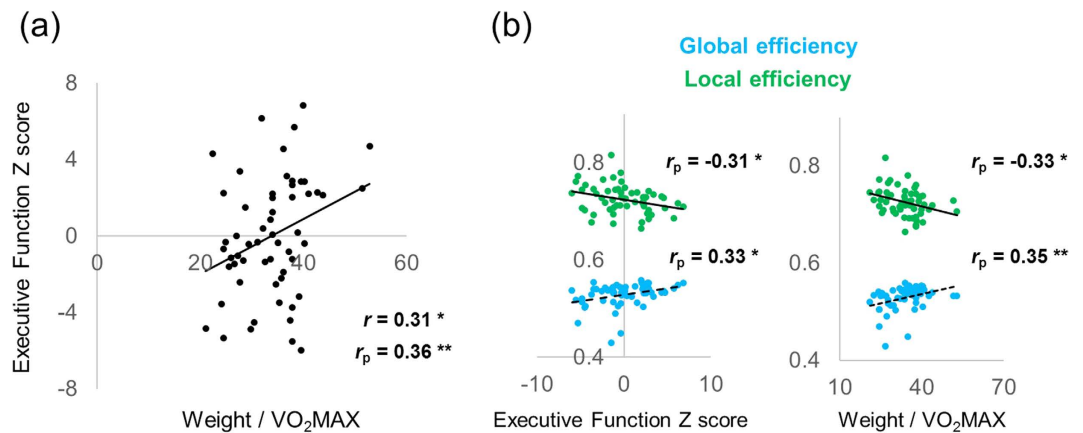 (a)
Executive Function Z score
8
4
0
-4
-8
0
20
40
60
r = 0.31 *
rp = 0.36 **
Weight / VO2MAX
(b)
Global efficiency
Local efficiency
0.8
0.6
0.4
rp = -0.31 *
rp = 0.33 *
-10
0
10
Executive Function Z score
0.8
0.6
0.4
rp = -0.33 *
rp = 0.35 **
10
40
70
Weight / VO2MAX